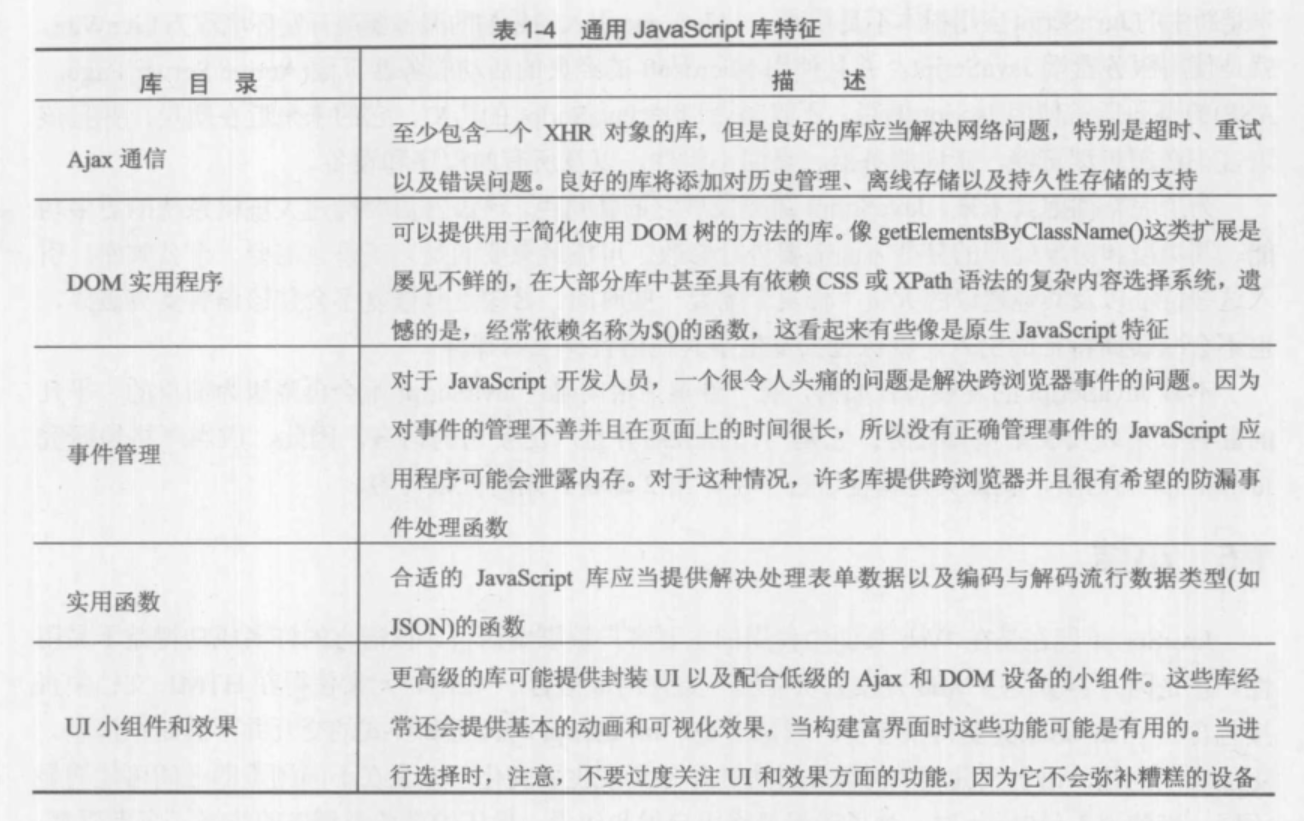 表 1-4 通用 JavaScript 库特征
库 目 录
描 述
Ajax 通信
至少包含一个 XHR 对象的库，但是良好的库应当解决网络问题，特别是超时、重试
以及错误问题。良好的库将添加对历史管理、离线存储以及持久性存储的支持
DOM 实用程序
可以提供用于简化使用 DOM 树的方法的库。像 getElementsByClassName()这类扩展是
屡见不鲜的，在大部分库中甚至具有依赖 CSS 或 XPath 语法的复杂内容选择系统，遗
憾的是，经常依赖名称为$()的函数，这看起来有些像是原生 JavaScript 特征
事件管理
对于 JavaScript 开发人员，一个很令人头痛的问题是解决跨浏览器事件的问题。因为
对事件的管理不善并且在页面上的时间很长，所以没有正确管理事件的 JavaScript 应
用程序可能会泄露内存。对于这种情况，许多库提供跨浏览器并且很有希望的防漏事
件处理函数
实用函数
合适的 JavaScript 库应当提供解决处理表单数据以及编码与解码流行数据类型(如
JSON)的函数
UI 小组件和效果
更高级的库可能提供封装 UI 以及配合低级的 Ajax 和 DOM 设备的小组件。这些库经
常还会提供基本的动画和可视化效果，当构建富界面时这些功能可能是有用的。当进
行选择时，注意，不要过度关注 UI 和效果方面的功能，因为它不会弥补糟糕的设备